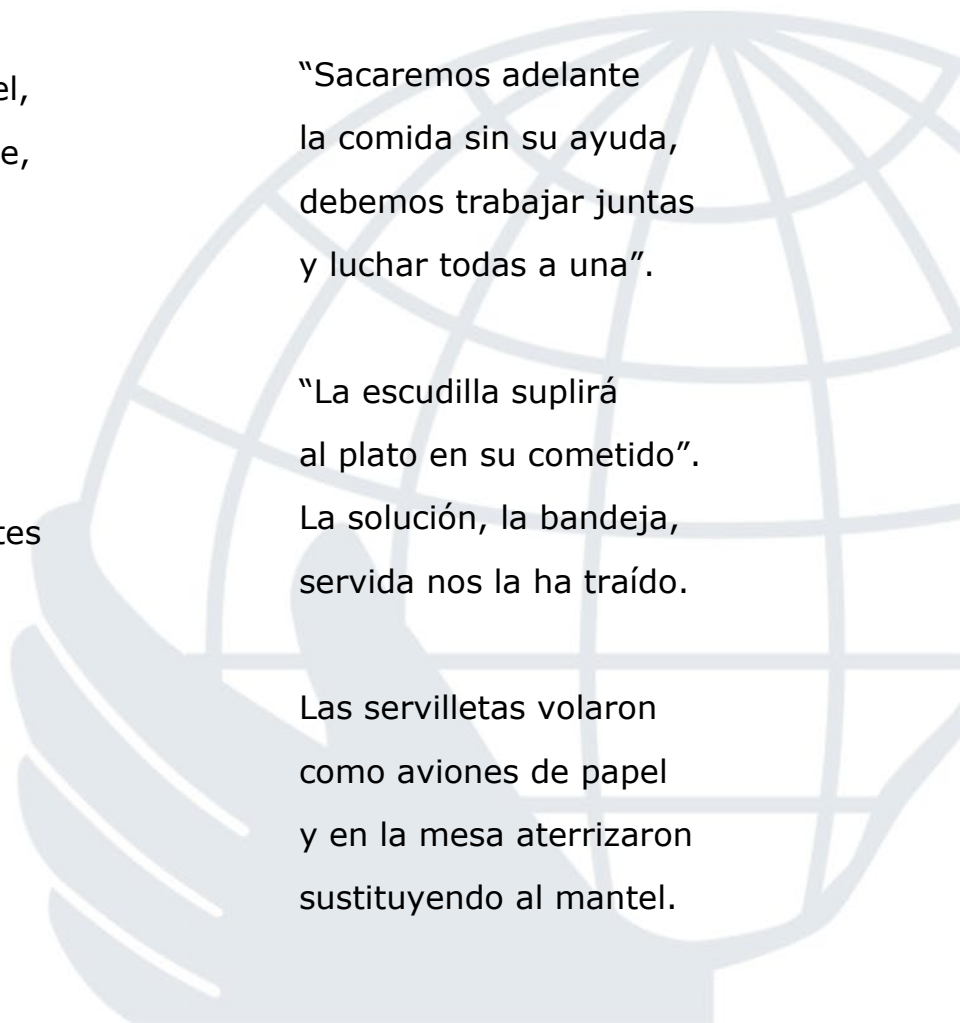 “Sacaremos adelante
la comida sin su ayuda,
debemos trabajar juntas
y luchar todas a una”.
“La escudilla suplirá
al plato en su cometido”.
La solución, la bandeja,
servida nos la ha traído.
Las servilletas volaron
como aviones de papel
y en la mesa aterrizaron
sustituyendo al mantel.